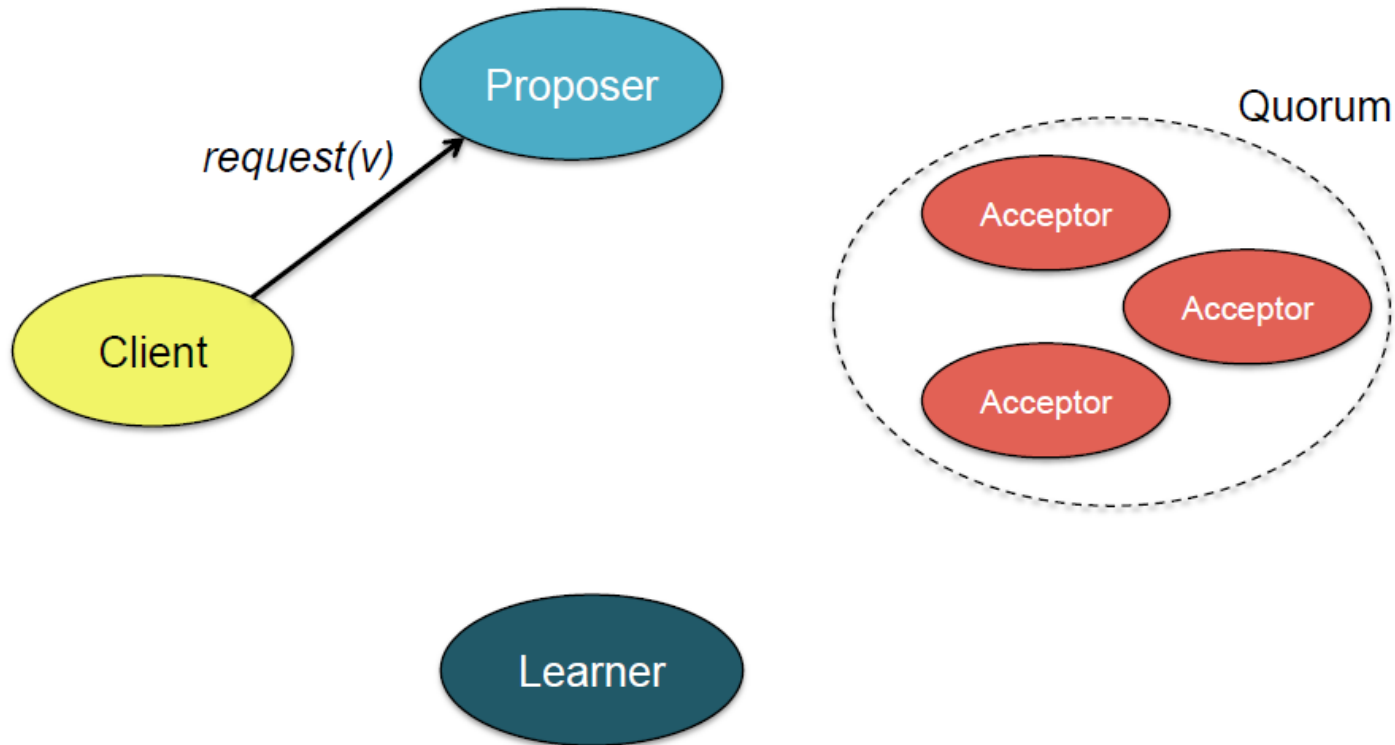 Proposer
Quorum
request(v)
Acceptor
Acceptor
Client
Acceptor
Learner